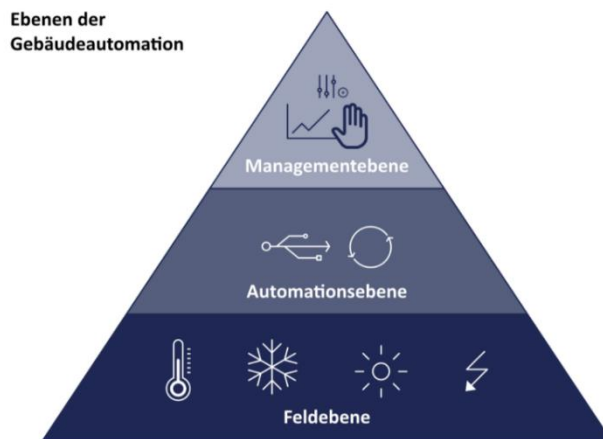 Ebenen der
Gebäudeautomation
Managementebene
Automationsebene
Feldebene